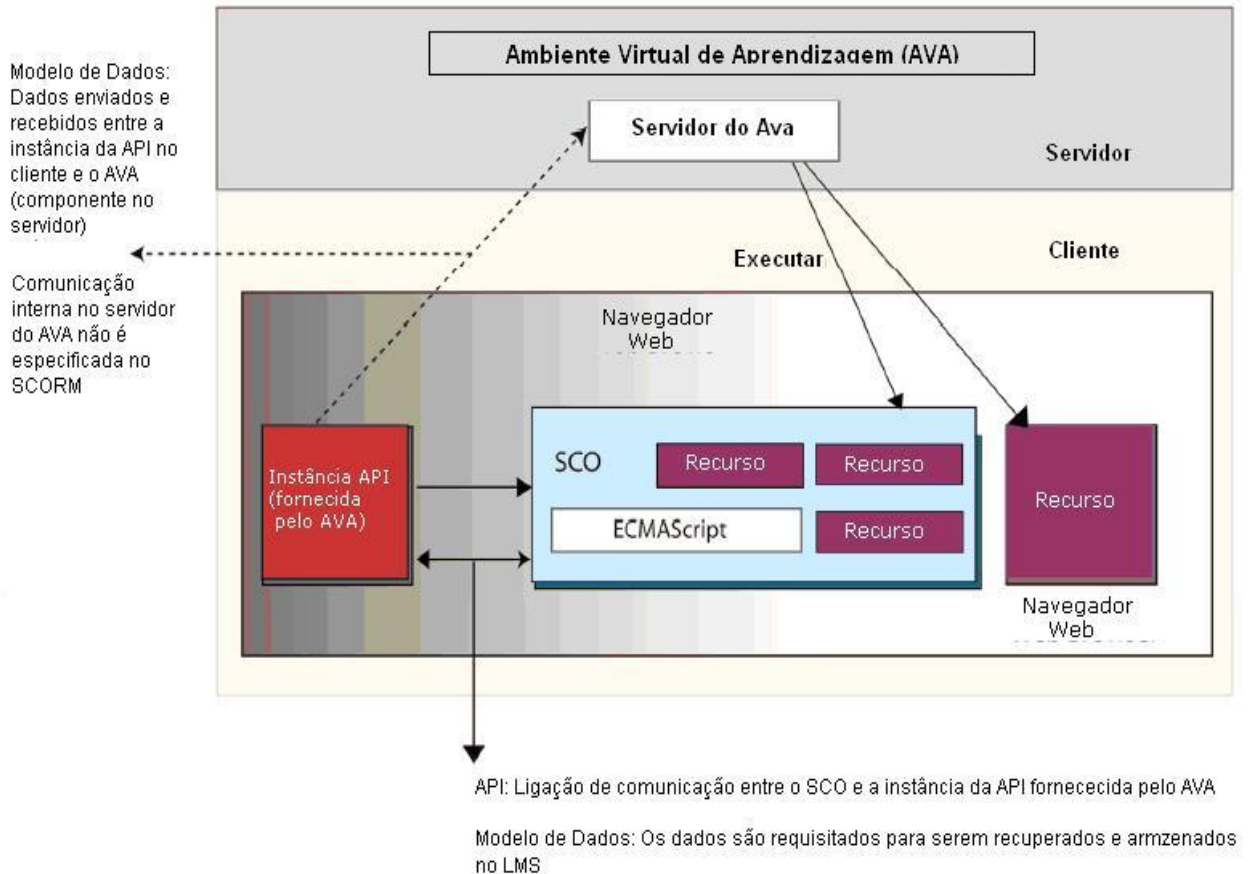 Ambiente Virtual de Aprendizagem (AVA)
Servidor do Ava
Servidor
Modelo de Dados:
Dados enviados e
recebidos entre a
instância da API no
cliente e o AVA
(componente no
servidor)
Comunicação
interna no servidor
do AVA não é
especificada no
SCORM
Executar
Cliente
Navegador
Web
Instância API
(fornecida
pelo AVA)
SCO
Recurso
Recurso
ECMAScript
Recurso
Recurso
Navegador
Web
API: Ligação de comunicação entre o SCO e a instância da API fornececida pelo AVA
Modelo de Dados: Os dados são requisitados para serem recuperados e armzenados
no LMS